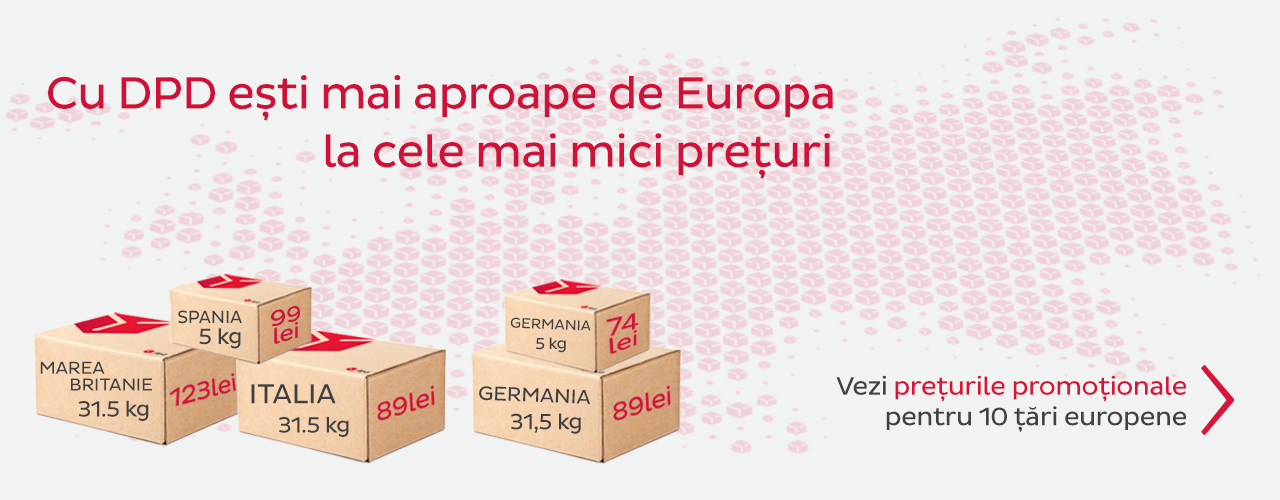 Cu DPD ești mai aproape de Europa
la cele mai mici prețuri
SPANIA
5 kg
99
lei
GERMANIA
5 kg
74
lei
MAREA
BRITANIE
31.5 kg
123lei
ITALIA
31.5 kg
89lei
GERMANIA
31,5 kg
89lei
Vezi prețurile promoționale
pentru 10 țări europene